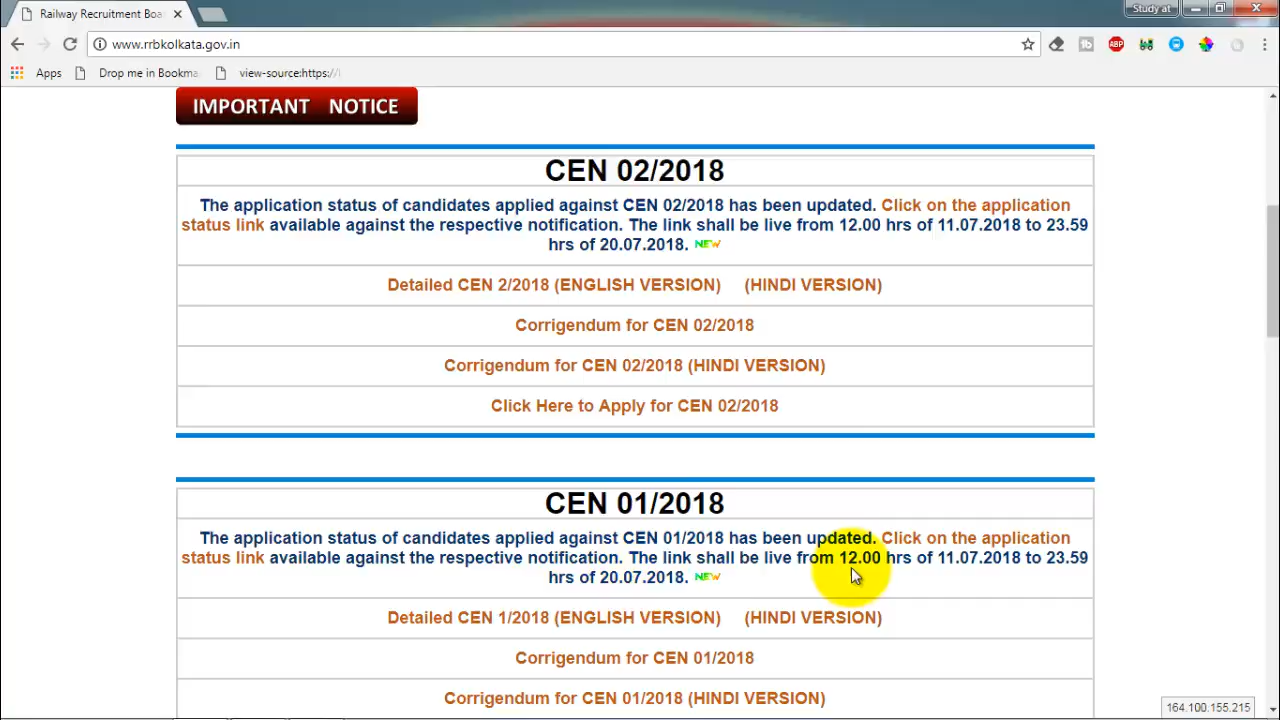 Railway Recruitment Boa
Study at
www.rrbkolkata.gov.in
Apps Drop me in Bookma view-source:https://
IMPORTANT NOTICE
CEN 02/2018
The application status of candidates applied against CEN 02/2018 has been updated. Click on the application
status link available against the respective notification. The link shall be live from 12.00 hrs of 11.07.2018 to 23.59
hrs of 20.07.2018. NEW
Detailed CEN 2/2018 (ENGLISH VERSION) (HINDI VERSION)
Corrigendum for CEN 02/2018
Corrigendum for CEN 02/2018 (HINDI VERSION)
Click Here to Apply for CEN 02/2018
CEN 01/2018
The application status of candidates applied against CEN 01/2018 has been updated. Click on the application
status link available against the respective notification. The link shall be live from 12.00 hrs of 11.07.2018 to 23.59
hrs of 20.07.2018. NEW
Detailed CEN 1/2018 (ENGLISH VERSION) (HINDI VERSION)
Corrigendum for CEN 01/2018
Corrigendum for CEN 01/2018 (HINDI VERSION)
164.100.155.215